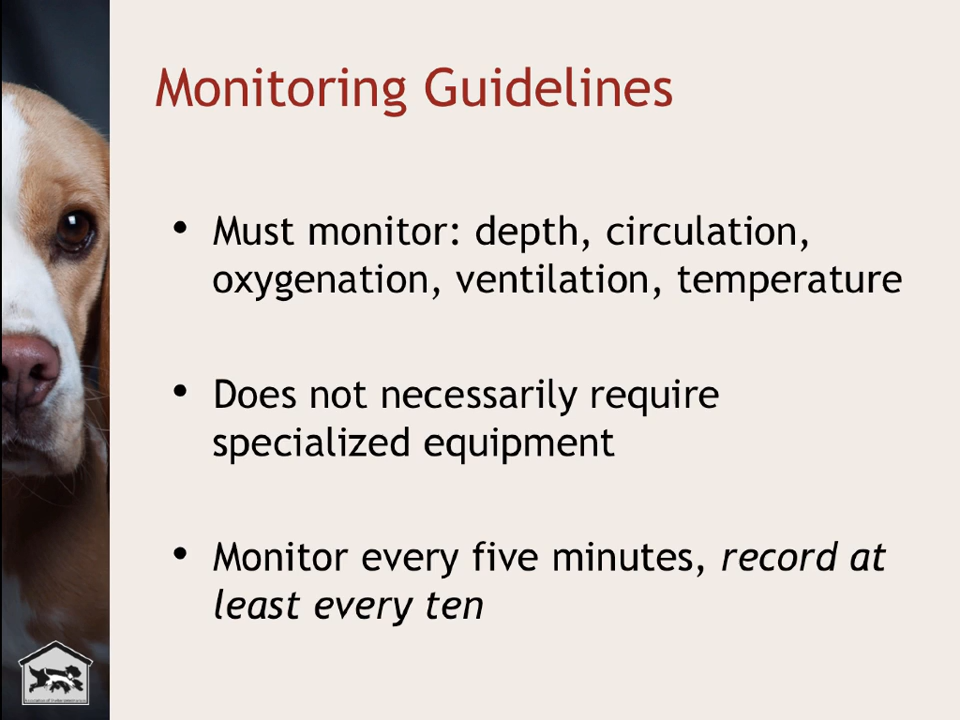 Monitoring Guidelines
• Must monitor: depth, circulation,
oxygenation, ventilation, temperature
• Does not necessarily require
specialized equipment
• Monitor every five minutes, record at
least every ten